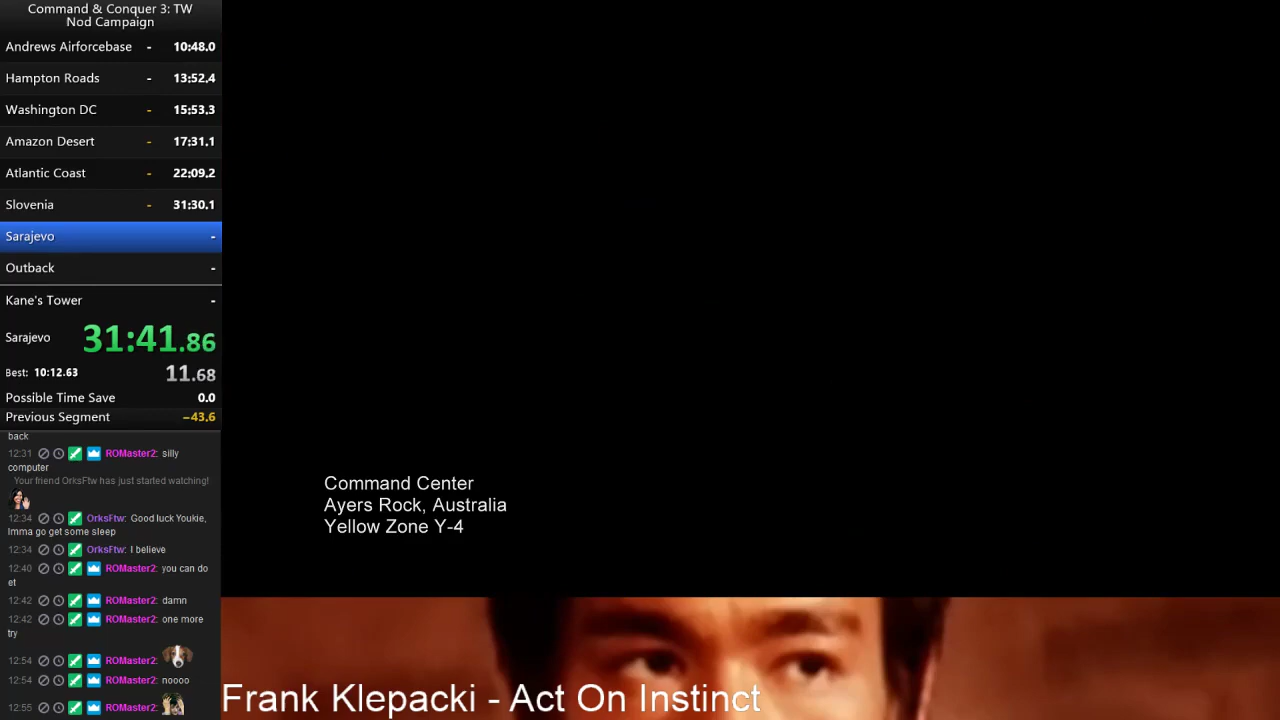 Command & Conquer 3: TW
Nod Campaign
Andrews Airforcebase - 10:48.0
Hampton Roads - 13:52.4
Washington DC - 15:53.3
Amazon Desert - 17:31.1
Atlantic Coast - 22:09.2
Slovenia - 31:30.1
Sarajevo -
Outback -
Kane's Tower -
Sarajevo 31:41.86
Best: 10:12.63 11.68
Possible Time Save 0.0
Previous Segment −43.6
back
12:31 ROMaster2: silly
computer
Your friend OrksFtw has just started watching!
12:34 OrksFtw: Good luck Youkie,
Imma go get some sleep
12:34 OrksFtw: I believe
12:40 ROMaster2: you can do
et
12:42 ROMaster2: damn
12:42 ROMaster2: one more
try
12:54 ROMaster2:
12:54 ROMaster2: noooo
12:55 ROMaster2:
Command Center
Ayers Rock, Australia
Yellow Zone Y-4
Frank Klepacki - Act On Instinct